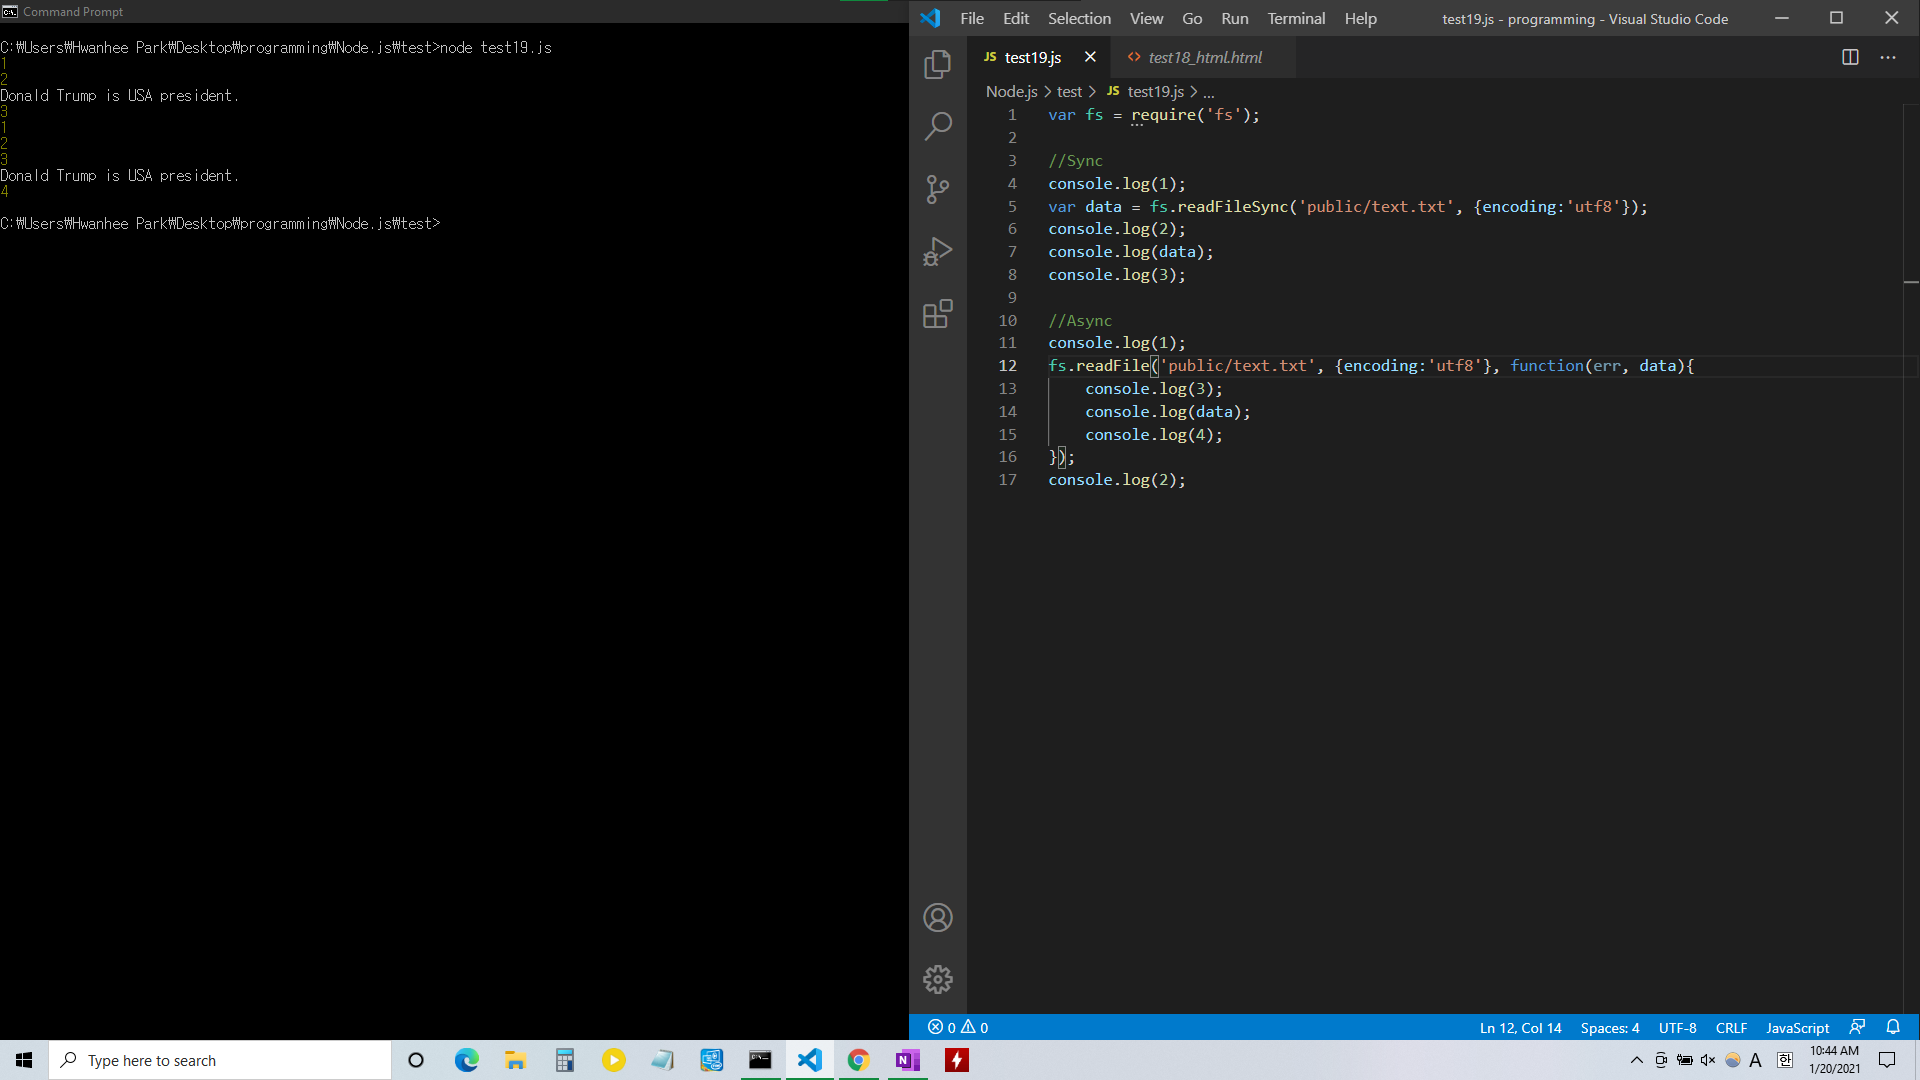 Command Prompt
C:₩Users₩Hwanhee Park₩Desktop₩programming₩Node.js₩test>node test19.js
1
2
Donald Trump is USA president.
3
1
2
3
Donald Trump is USA president.
4
C:₩Users₩Hwanhee Park₩Desktop₩programming₩Node.js₩test>
File Edit Selection View Go Run Terminal Help
test19.js - programming - Visual Studio Code
JS test19.js
<> test18_html.html
...
Node.js > test > JS test19.js > ...
1 var fs = require('fs');
2
3 //Sync
4 console.log(1);
5 var data = fs.readFileSync('public/text.txt', {encoding:'utf8'});
6 console.log(2);
7 console.log(data);
8 console.log(3);
9
10 //Async
11 console.log(1);
12 fs.readFile('public/text.txt', {encoding:'utf8'}, function(err, data){
13 console.log(3);
14 console.log(data);
15 console.log(4);
16 });
17 console.log(2);
0 0
Ln 12, Col 14 Spaces: 4 UTF-8 CRLF JavaScript
Type here to search
N
A
한
10:44 AM
1/20/2021